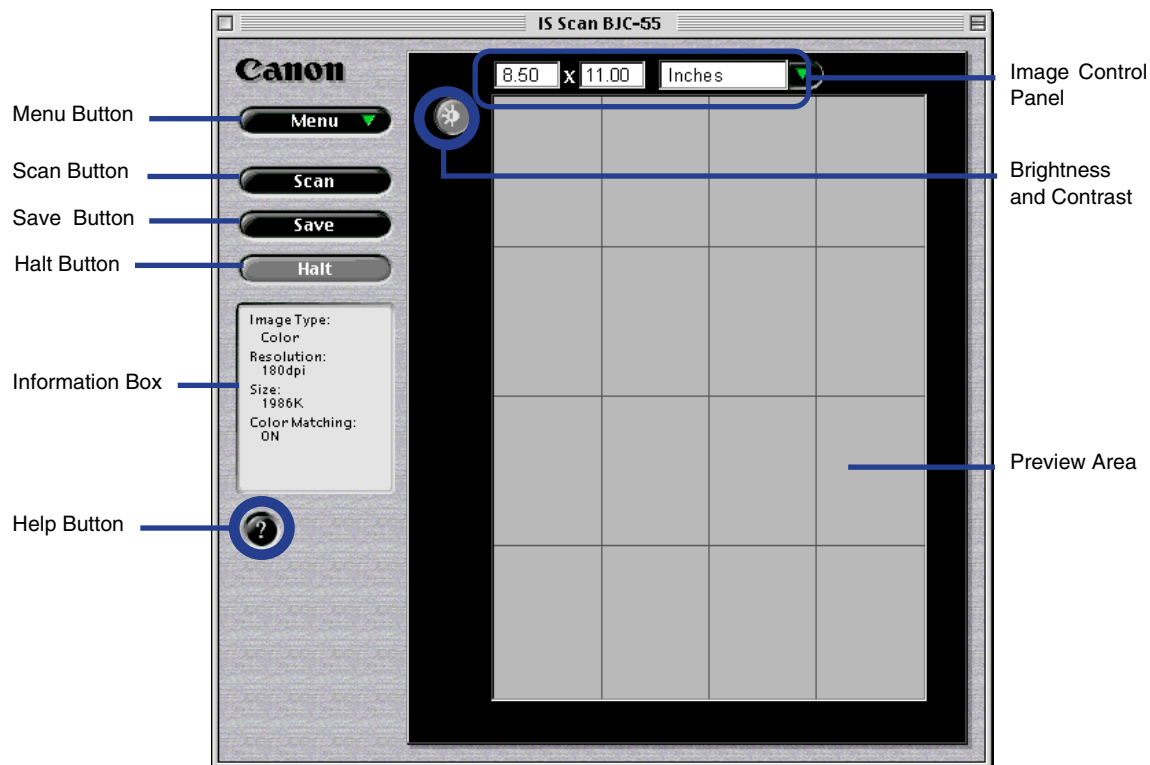 IS Scan BJC-55
Canon
8.50 X 11.00 Inches
Image Control
Panel
Menu Button
Menu
Brightness
and Contrast
Scan Button
Scan
Save Button
Save
Halt Button
Halt
Image Type:
Color
Resolution:
180dpi
Size:
1986K
Color Matching:
ON
Information Box
Preview Area
Help Button
?